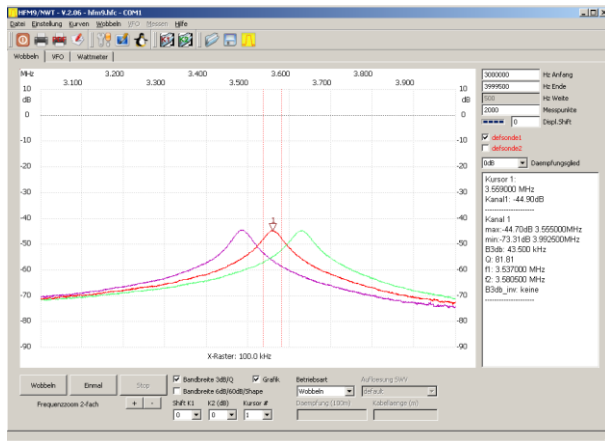 HFM9/NWT - V.2.06 - hfm9.hfc - COM1
Datei Einstellung Kurven Wobbeln VFO Messen Hilfe
Wobbeln VFO Wattmeter
MHz 3.200 3.400 3.600 3.800
3.100 3.300 3.500 3.700 3.900
10 10
dB dB
0 0
-10 -10
-20 -20
-30 -30
-40 -40
1
-50 -50
-60 -60
-70 -70
-80 -80
-90 -90
X-Raster: 100.0 kHz
3000000 Hz Anfang
3999500 Hz Ende
500 Hz Weite
2000 Messpunkte
0 Displ.Shift
defsonde1
defsonde2
0dB Daempfungsglied
Kursor 1:
3.559000 MHz
Kanal1: -44.90dB
--------------------
Kanal 1
max:-44.70dB 3.555000MHz
min:-73.31dB 3.992500MHz
B3db: 43.500 kHz
Q: 81.81
f1: 3.537000 MHz
f2: 3.580500 MHz
B3db_inv: keine
--------------------
Wobbeln Einmal Stop
Frequenzzoom 2-fach + -
Bandbreite 3dB/Q Grafik
Bandbreite 6dB/60dB/Shape
Shift K1 K2 (dB) Kursor #
0 0 1
Betriebsart Aufloesung SWV
Wobbeln default
Daempfung (100m) Kabellaenge (m)